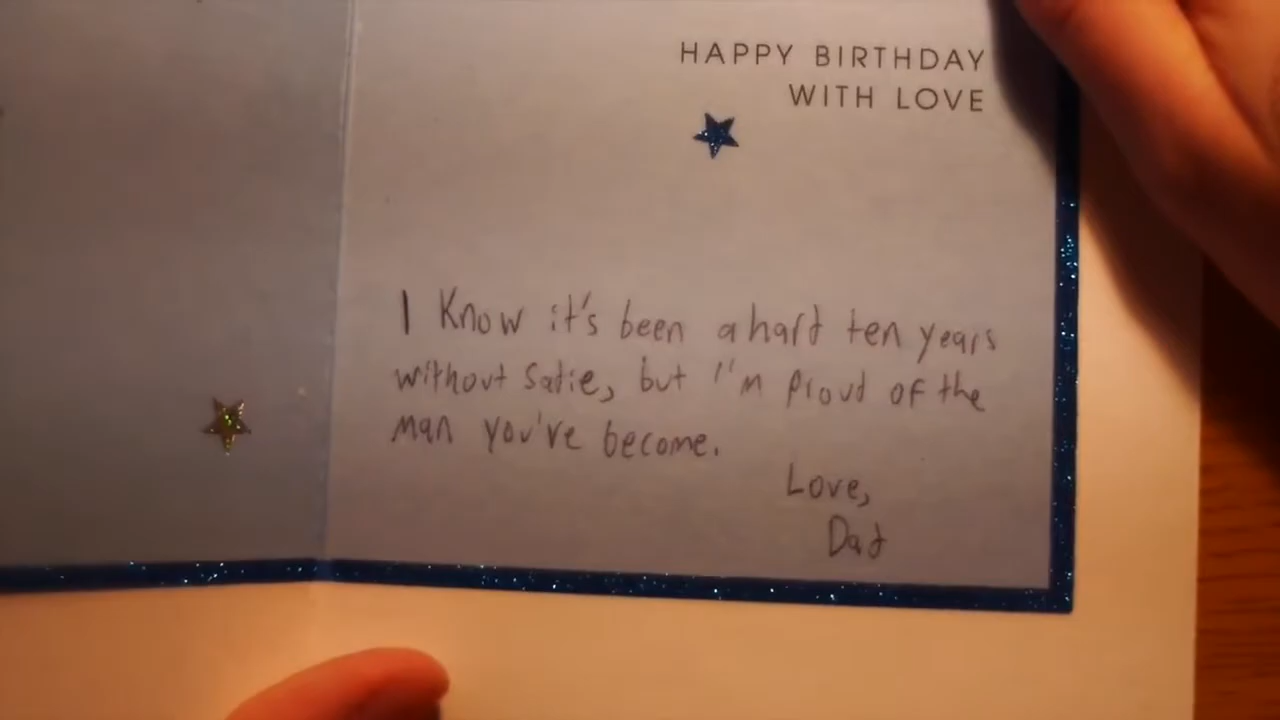 HAPPY BIRTHDAY
WITH LOVE
I Know it's been a hard ten years
without Sadie, but I'm Proud of the
man you've become.
Love,
Dad